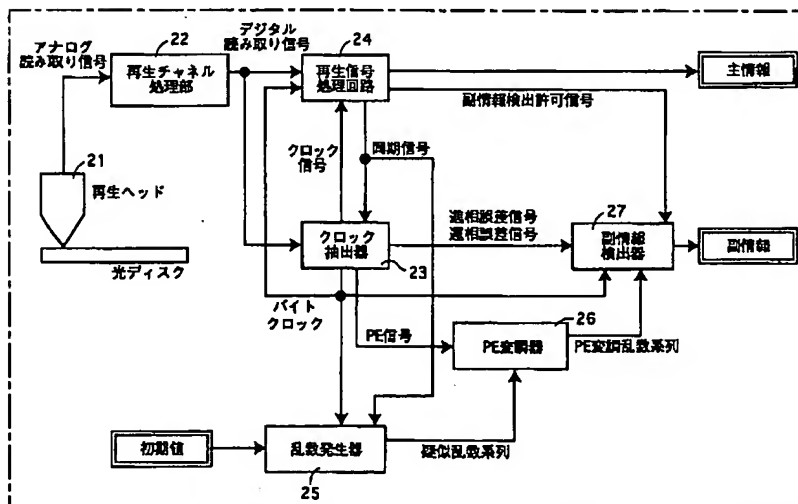 アナログ
読み取り信号
22
再生チャネル
処理部
デジタル
読み取り信号
24
再生信号
処理回路
主情報
副情報検出許可信号
21
再生ヘッド
光ディスク
クロック
信号
同期信号
クロック
抽出器
23
進相誤差信号
遅相誤差信号
27
副情報
検出器
副情報
バイト
クロック
PE信号
26
PE変調器
PE変調乱数系列
初期値
乱数発生器
25
疑似乱数系列